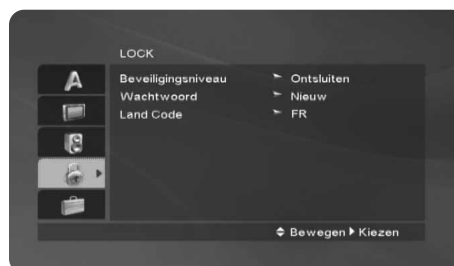 LOCK
Beveiligingsniveau Ontsluiten
Wachtwoord Nieuw
Land Code FR
A
Bewegen Kiezen